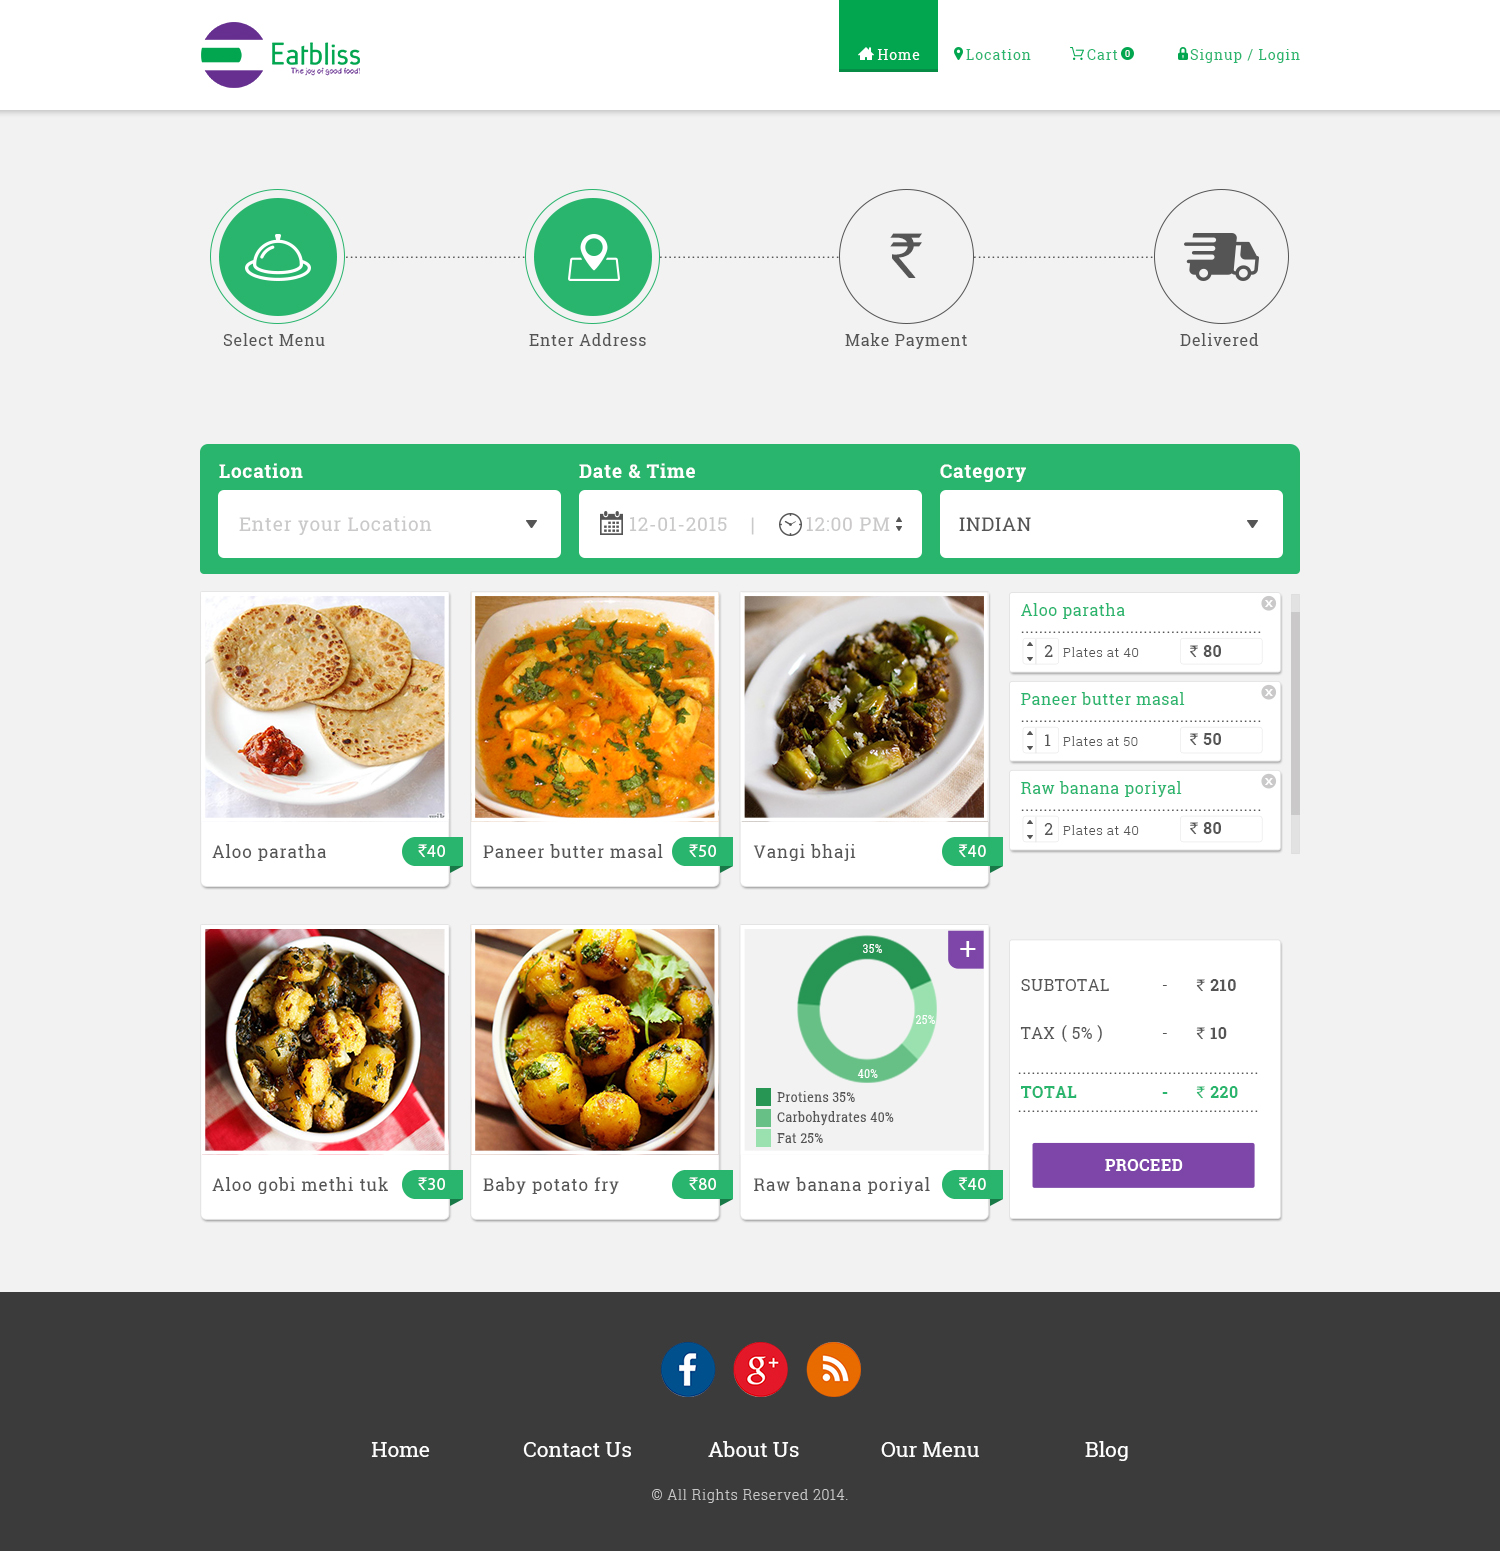 Eatbliss
The joy of good food!
Home
Location
Cart 0
Signup / Login
₹
Select Menu
Enter Address
Make Payment
Delivered
Location
Date & Time
Category
Enter your Location
12-01-2015 | 12:00 PM
INDIAN
Aloo paratha
₹40
Paneer butter masal
₹50
Vangi bhaji
₹40
Aloo paratha
2 Plates at 40 ₹ 80
Paneer butter masal
1 Plates at 50 ₹ 50
Raw banana poriyal
2 Plates at 40 ₹ 80
Aloo gobi methi tuk
₹30
Baby potato fry
₹80
35%
25%
40%
Protiens 35%
Carbohydrates 40%
Fat 25%
+
Raw banana poriyal
₹40
SUBTOTAL - ₹ 210
TAX ( 5% ) - ₹ 10
TOTAL - ₹ 220
PROCEED
f
g+
Home
Contact Us
About Us
Our Menu
Blog
© All Rights Reserved 2014.